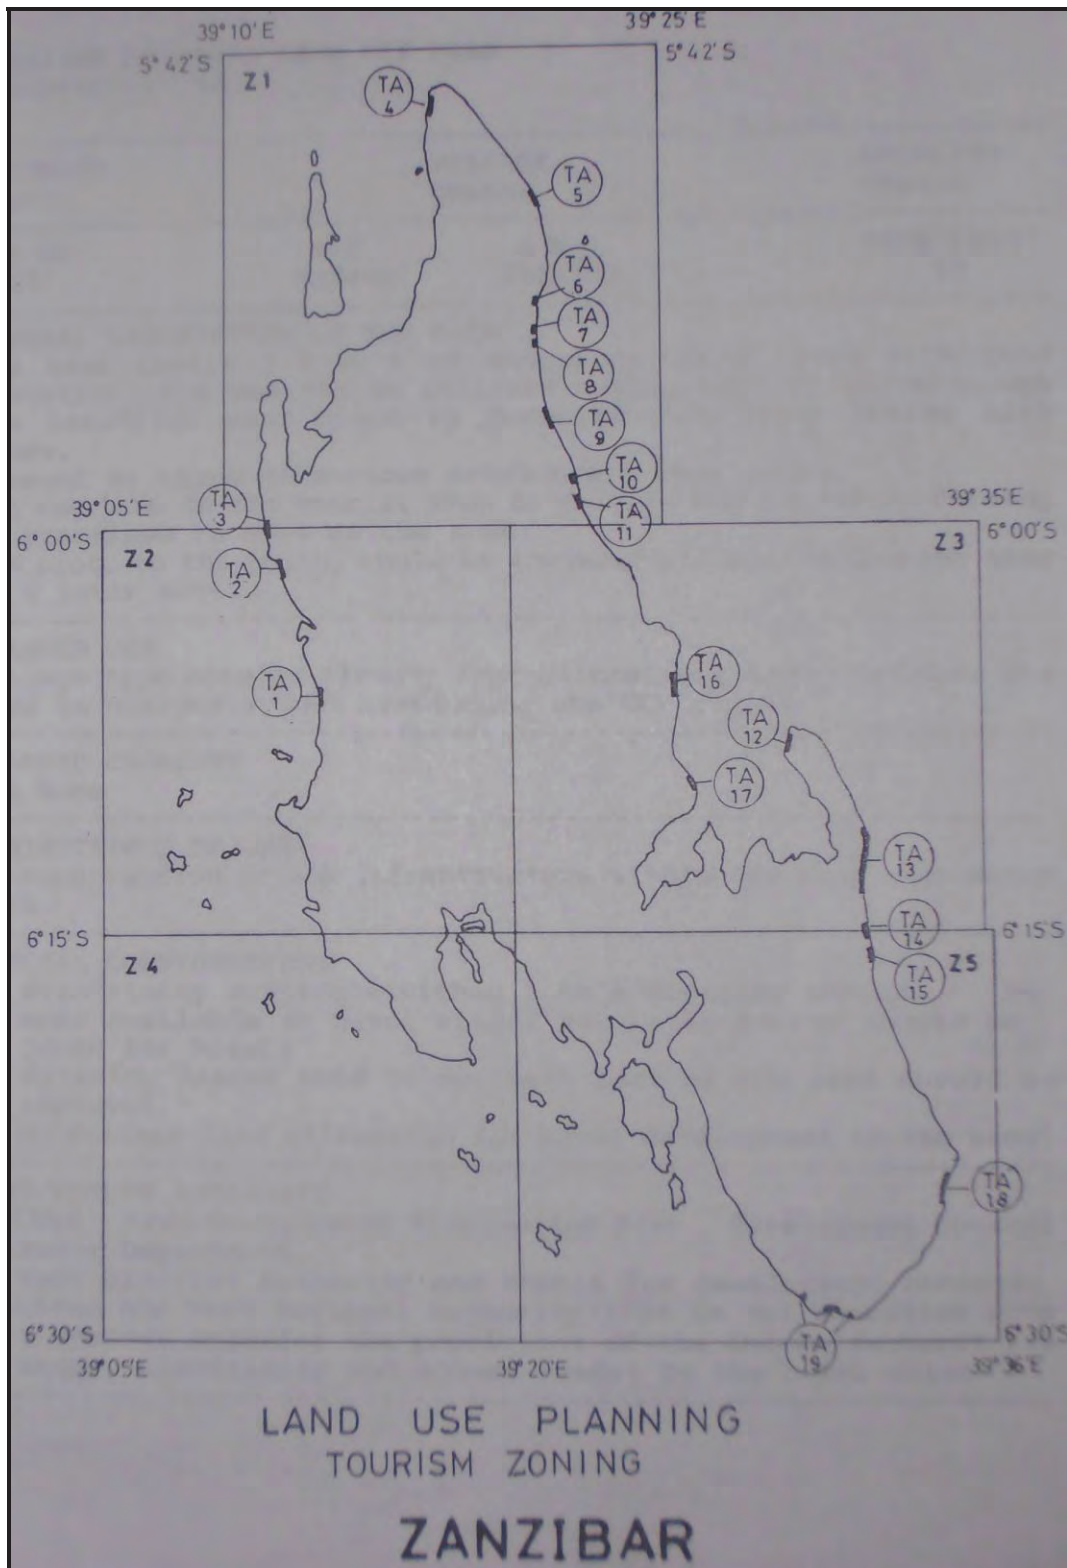 39°10'E
39°25'E
5°42'S
5°42'S
Z1
TA
4
TA
5
TA
6
TA
7
TA
8
TA
9
TA
10
TA
3
TA
11
39°05'E
39°35'E
6°00'S
6°00'S
Z2
Z3
TA
2
TA
16
TA
1
TA
12
TA
17
TA
13
TA
14
6°15'S
6°15'S
Z4
Z5
TA
15
TA
18
TA
19
6°30'S
6°30'S
39°05'E
39°20'E
39°36'E
LAND USE PLANNING
TOURISM ZONING
ZANZIBAR